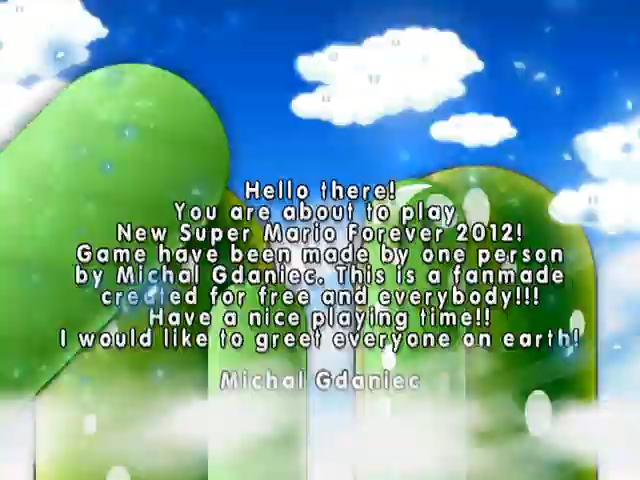 Hello there!
You are about to play
New Super Mario Forever 2012!
Game have been made by one person
by Michal Gdaniec. This is a fanmade
created for free and everybody!!!
Have a nice playing time!!
I would like to greet everyone on earth!
Michal Gdaniec